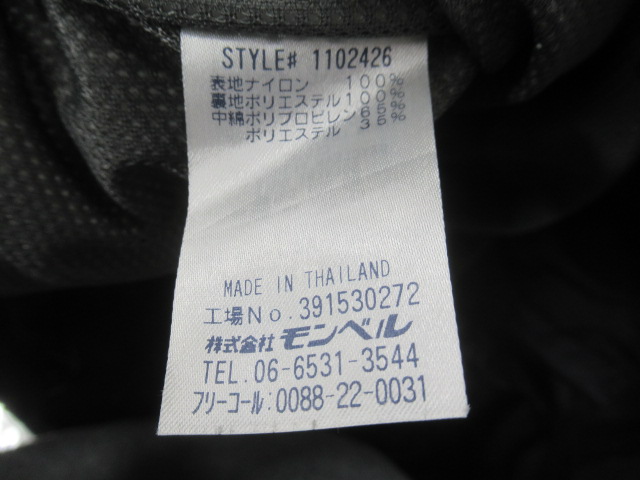 STYLE# 1102426
表地ナイロン 100%
裏地ポリエステル100%
中綿ポリプロピレン65%
ポリエステル 35%
MADE IN THAILAND
工場No.391530272
株式会社 モンベル
TEL.06-6531-3544
フリーコール:0088-22-0031